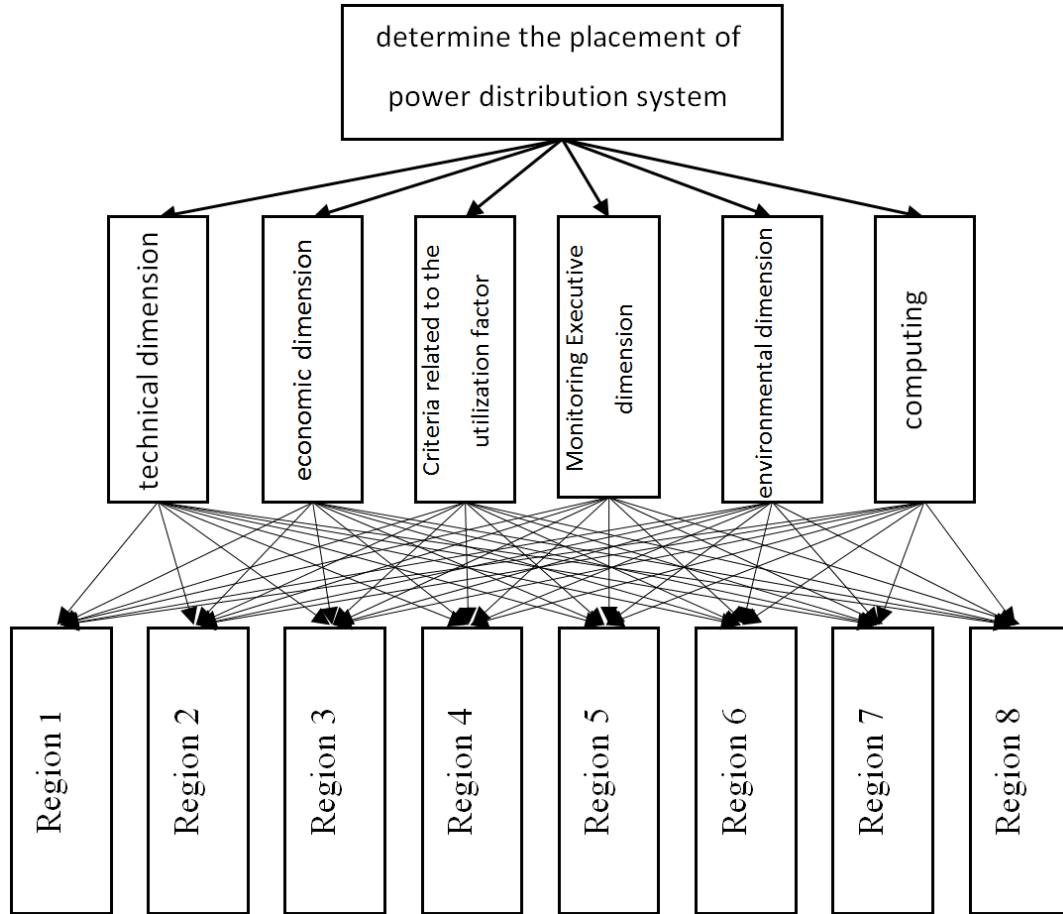 determine the placement of
power distribution system
technical dimension
economic dimension
Criteria related to the
utilization factor
Monitoring Executive
dimension
environmental dimension
computing
Region 1
Region 2
Region 3
Region 4
Region 5
Region 6
Region 7
Region 8